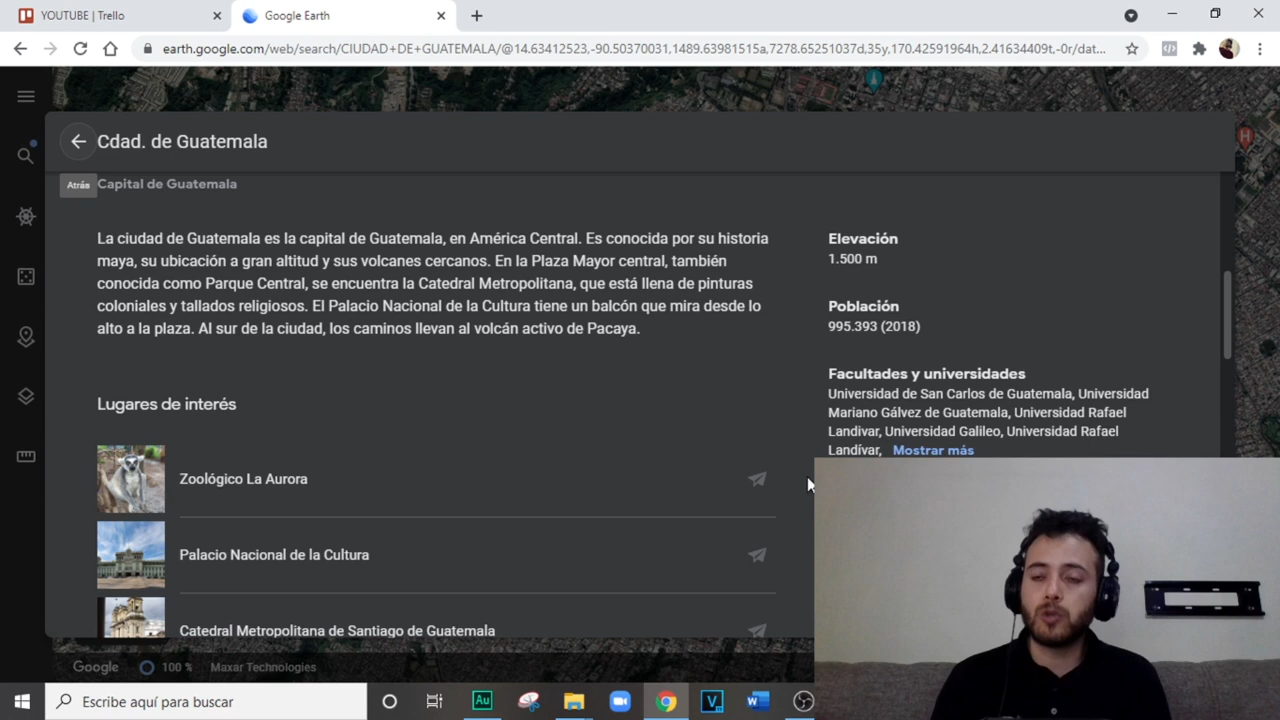 YOUTUBE | Trello
Google Earth
earth.google.com/web/search/CIUDAD+DE+GUATEMALA/@14.63412523,-90.50370031,1489.63981515a,7278.65251037d,35y,170.42591964h,2.41634409t,-0r/dat...
Cdad. de Guatemala
Atrás
Capital de Guatemala
La ciudad de Guatemala es la capital de Guatemala, en América Central. Es conocida por su historia
maya, su ubicación a gran altitud y sus volcanes cercanos. En la Plaza Mayor central, también
conocida como Parque Central, se encuentra la Catedral Metropolitana, que está llena de pinturas
coloniales y tallados religiosos. El Palacio Nacional de la Cultura tiene un balcón que mira desde lo
alto a la plaza. Al sur de la ciudad, los caminos llevan al volcán activo de Pacaya.
Elevación
1.500 m
Población
995.393 (2018)
Facultades y universidades
Universidad de San Carlos de Guatemala, Universidad
Mariano Gálvez de Guatemala, Universidad Rafael
Landivar, Universidad Galileo, Universidad Rafael
Landívar, Mostrar más
Lugares de interés
Zoológico La Aurora
Palacio Nacional de la Cultura
Catedral Metropolitana de Santiago de Guatemala
Google
100 %
Maxar Technologies
H
Escribe aquí para buscar
Au
V
W